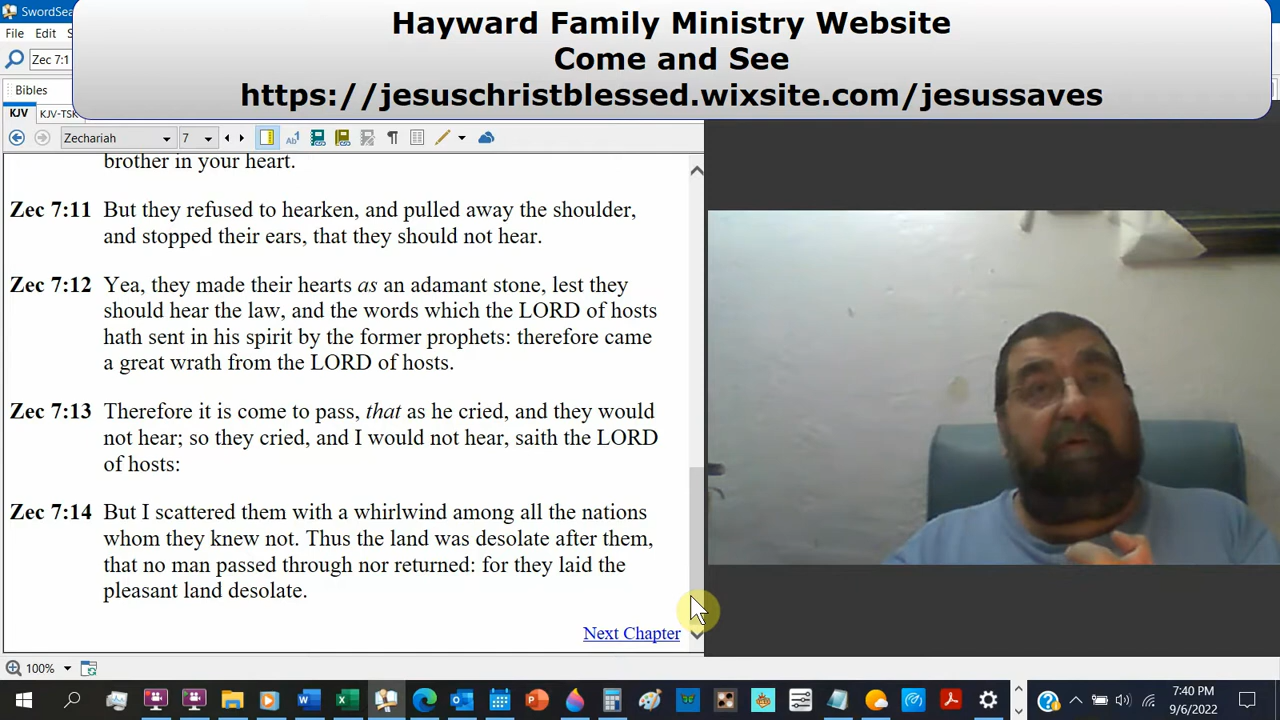 Hayward Family Ministry Website
Come and See
https://jesuschristblessed.wixsite.com/jesussaves
SwordSea
File Edit S
Zec 7:1
Bibles
KJV KJV-TSK
Zechariah 7
brother in your heart.
Zec 7:11 But they refused to hearken, and pulled away the shoulder,
and stopped their ears, that they should not hear.
Zec 7:12 Yea, they made their hearts as an adamant stone, lest they
should hear the law, and the words which the LORD of hosts
hath sent in his spirit by the former prophets: therefore came
a great wrath from the LORD of hosts.
Zec 7:13 Therefore it is come to pass, that as he cried, and they would
not hear; so they cried, and I would not hear, saith the LORD
of hosts:
Zec 7:14 But I scattered them with a whirlwind among all the nations
whom they knew not. Thus the land was desolate after them,
that no man passed through nor returned: for they laid the
pleasant land desolate.
Next Chapter
100%
7:40 PM
9/6/2022